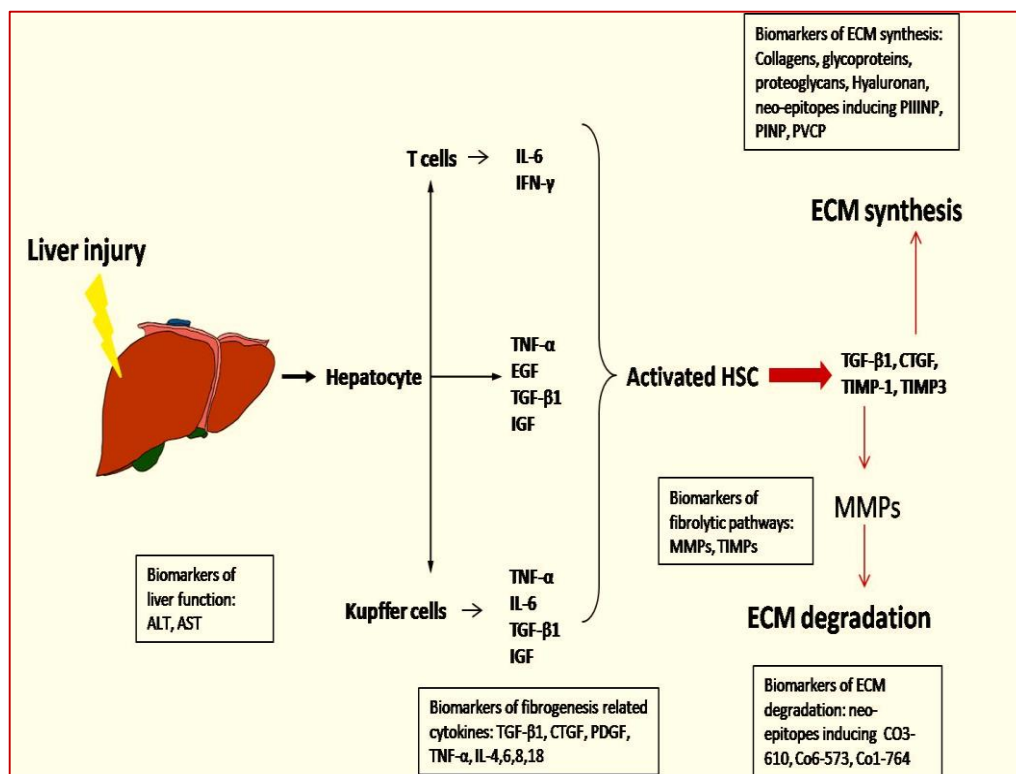 Biomarkers of ECM synthesis:
Collagens, glycoproteins,
proteoglycans, Hyaluronan,
neo-epitopes inducing PIIINP,
PINP, PVCP
T cells → IL-6
IFN-γ
ECM synthesis
Liver injury
TNF-α
EGF
TGF-β1
IGF
Hepatocyte
Activated HSC
TGF-β1, CTGF,
TIMP-1, TIMP3
Biomarkers of
fibrolytic pathways:
MMPs, TIMPs
MMPs
Biomarkers of
liver function:
ALT, AST
Kupffer cells →
TNF-α
IL-6
TGF-β1
IGF
ECM degradation
Biomarkers of fibrogenesis related
cytokines: TGF-β1, CTGF, PDGF,
TNF-α, IL-4,6,8,18
Biomarkers of ECM
degradation: neo-
epitopes inducing CO3-
610, Co6-573, Co1-764